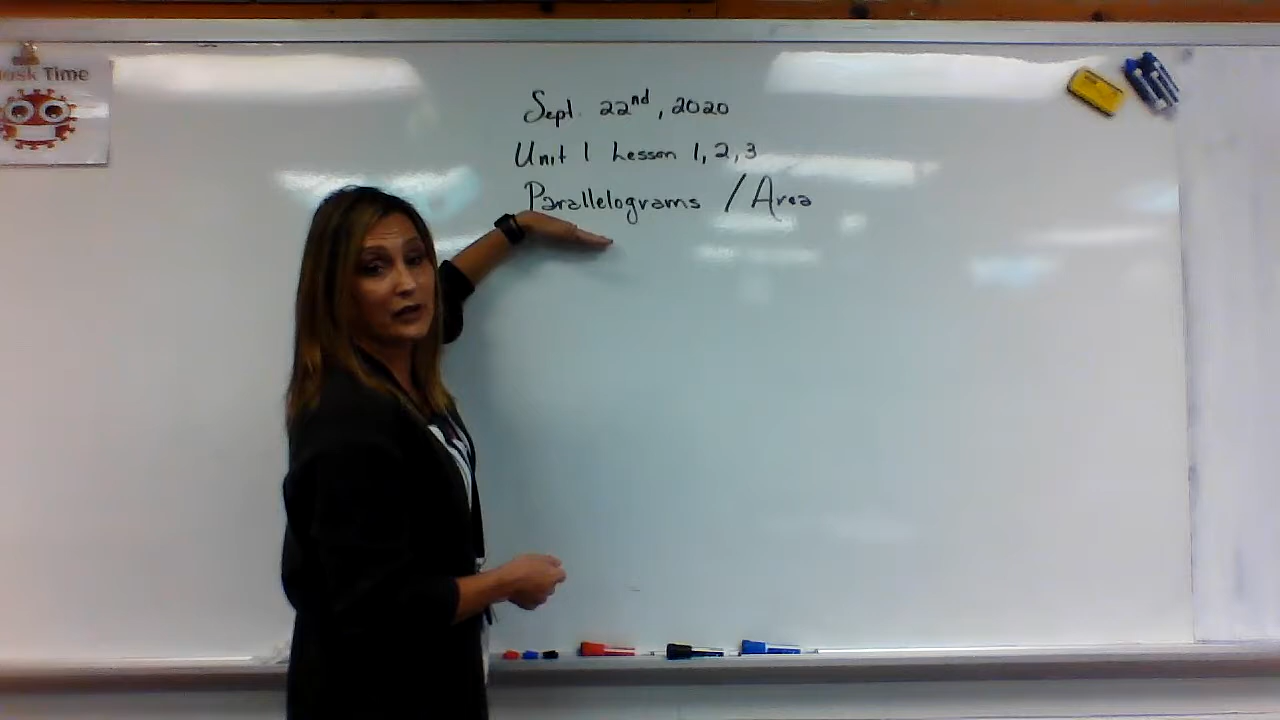 Mask Time
Sept. 22nd, 2020
Unit 1 Lesson 1, 2, 3
Parallelograms / Area